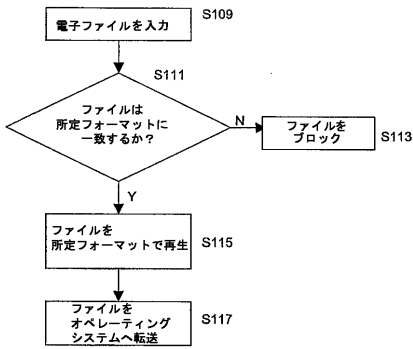 電子ファイルを入力
S109
S111
ファイルは
所定フォーマットに
一致するか？
N
ファイルを
ブロック
S113
Y
ファイルを
所定フォーマットで再生
S115
ファイルを
オペレーティング
システムへ転送
S117